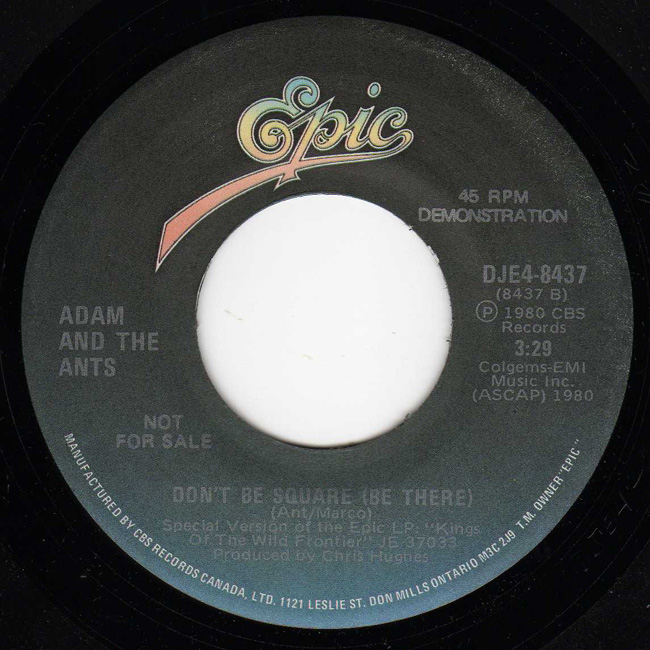 Epic
45 RPM
DEMONSTRATION
DJE4-8437
(8437 B)
Ⓟ 1980 CBS
Records
3:29
Colgems-EMI
Music Inc.
(ASCAP) 1980
ADAM
AND THE
ANTS
NOT
FOR SALE
DON'T BE SQUARE (BE THERE)
(Ant/Marco)
Special Version of the Epic LP: "Kings
Of The Wild Frontier" JE 37033
Produced by Chris Hughes
MANUFACTURED BY CBS RECORDS CANADA, LTD. 1121 LESLIE ST. DON MILLS ONTARIO M3C 2J9 T.M. OWNER "EPIC"